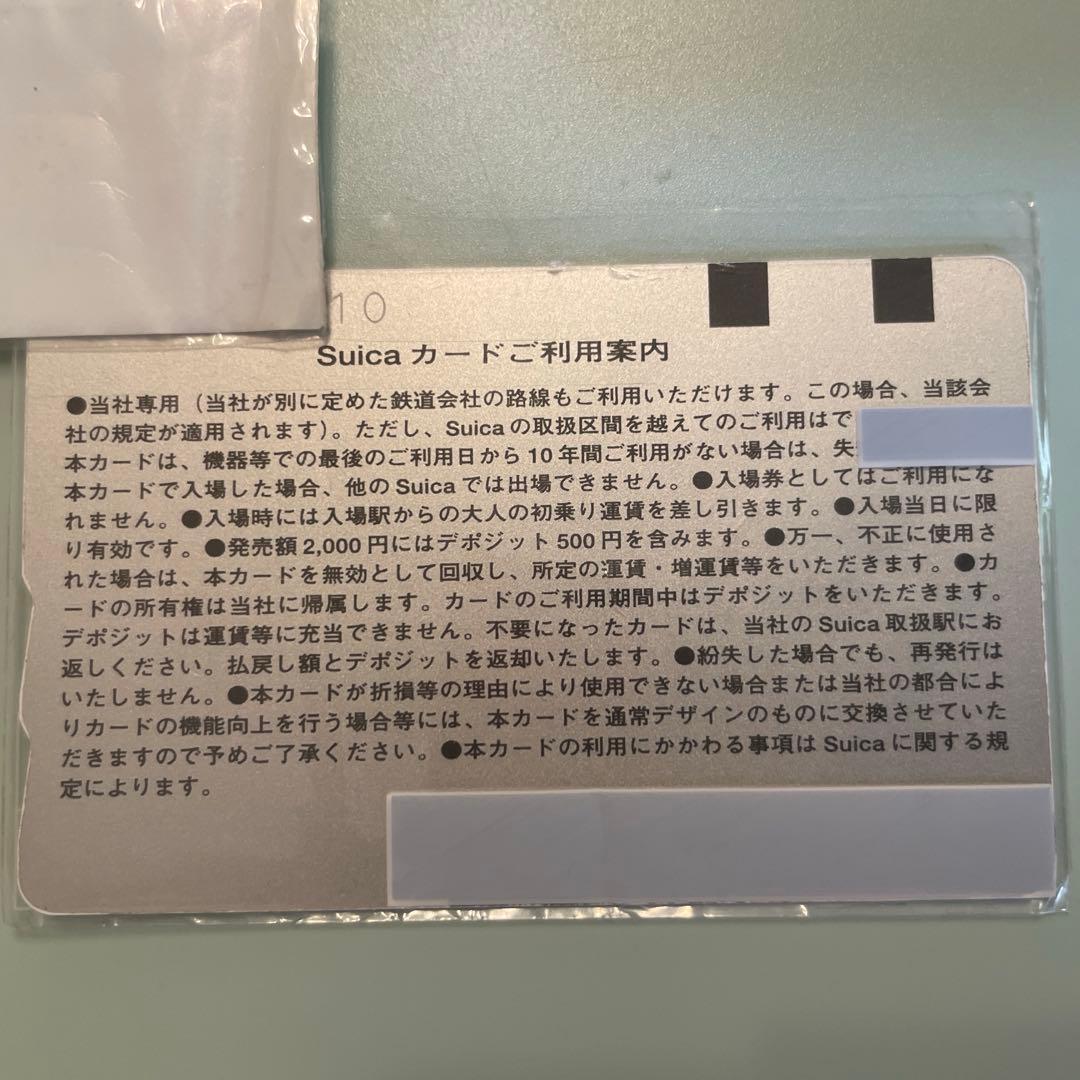 10
Suica カードご利用案内
●当社専用（当社が別に定めた鉄道会社の路線もご利用いただけます。この場合、当該会
社の規定が適用されます)。ただし、Suicaの取扱区間を越えてのご利用はで
本カードは、機器等での最後のご利用日から10年間ご利用がない場合は、失
本カードで入場した場合、他のSuicaでは出場できません。●入場券としてはご利用にな
れません。●入場時には入場駅からの大人の初乗り運賃を差し引きます。●入場当日に限
り有効です。●発売額2,000円にはデポジット500円を含みます。●万一、不正に使用さ
れた場合は、本カードを無効として回収し、所定の運賃・増運賃等をいただきます。●カ
ードの所有権は当社に帰属します。カードのご利用期間中はデポジットをいただきます。
デポジットは運賃等に充当できません。不要になったカードは、当社のSuica取扱駅にお
返しください。払戻し額とデポジットを返却いたします。●紛失した場合でも、再発行は
いたしません。●本カードが折損等の理由により使用できない場合または当社の都合によ
りカードの機能向上を行う場合等には、本カードを通常デザインのものに交換させていた
だきますので予めご了承ください。●本カードの利用にかかわる事項はSuicaに関する規
定によります。